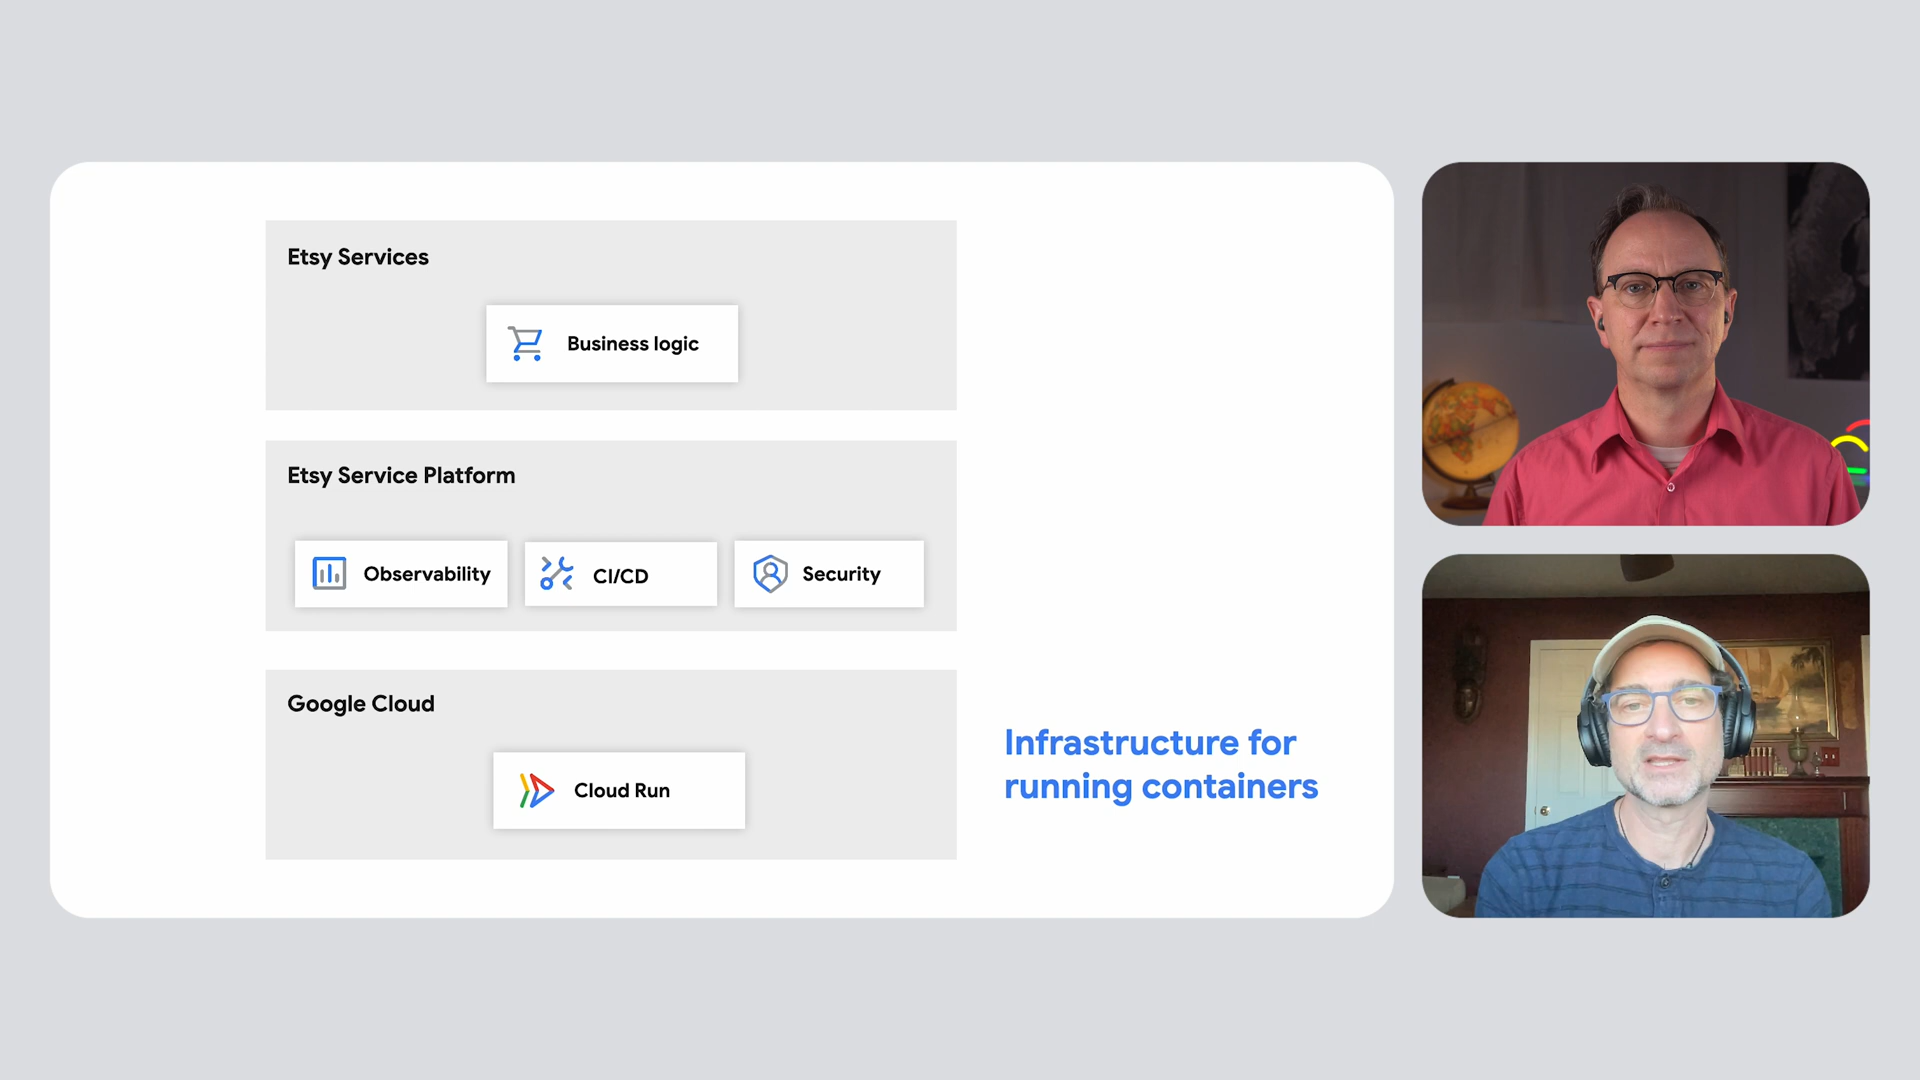 Etsy Services
Business logic
Etsy Service Platform
Observability
CI/CD
Security
Google Cloud
Cloud Run
Infrastructure for
running containers